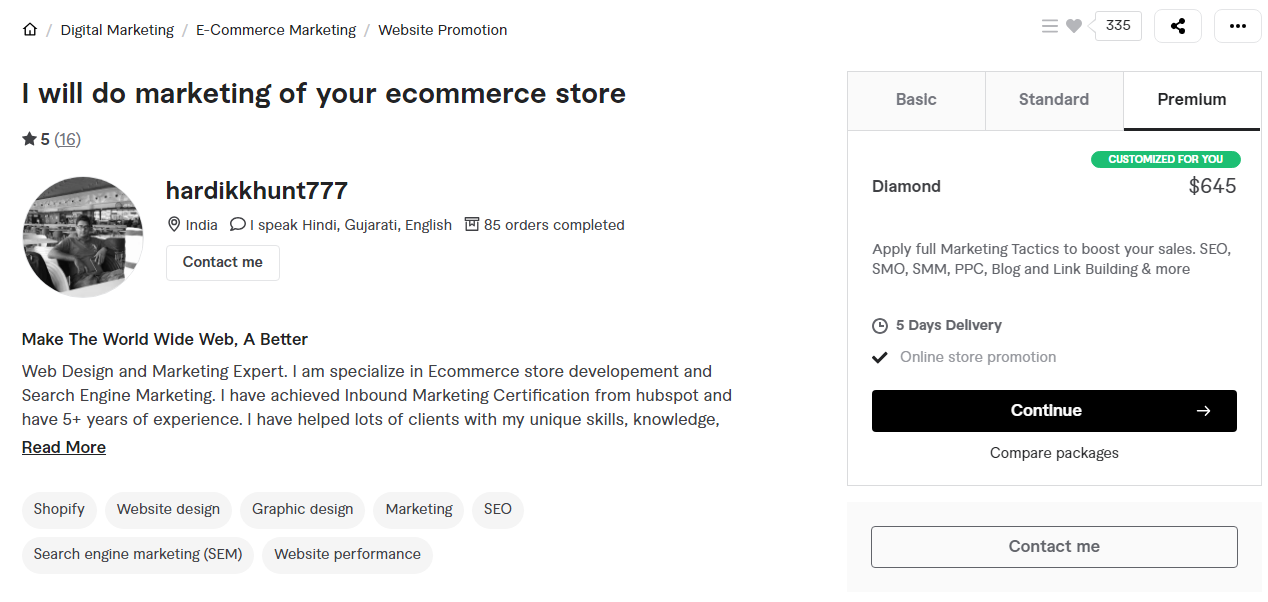 / Digital Marketing / E-Commerce Marketing / Website Promotion
335
I will do marketing of your ecommerce store
5 (16)
hardikkhunt777
India I speak Hindi, Gujarati, English 85 orders completed
Contact me
Make The World Wide Web, A Better
Web Design and Marketing Expert. I am specialize in Ecommerce store developement and
Search Engine Marketing. I have achieved Inbound Marketing Certification from hubspot and
have 5+ years of experience. I have helped lots of clients with my unique skills, knowledge,
Read More
Shopify Website design Graphic design Marketing SEO
Search engine marketing (SEM) Website performance
Basic Standard Premium
CUSTOMIZED FOR YOU
Diamond $645
Apply full Marketing Tactics to boost your sales. SEO,
SMO, SMM, PPC, Blog and Link Building & more
5 Days Delivery
Online store promotion
Continue →
Compare packages
Contact me